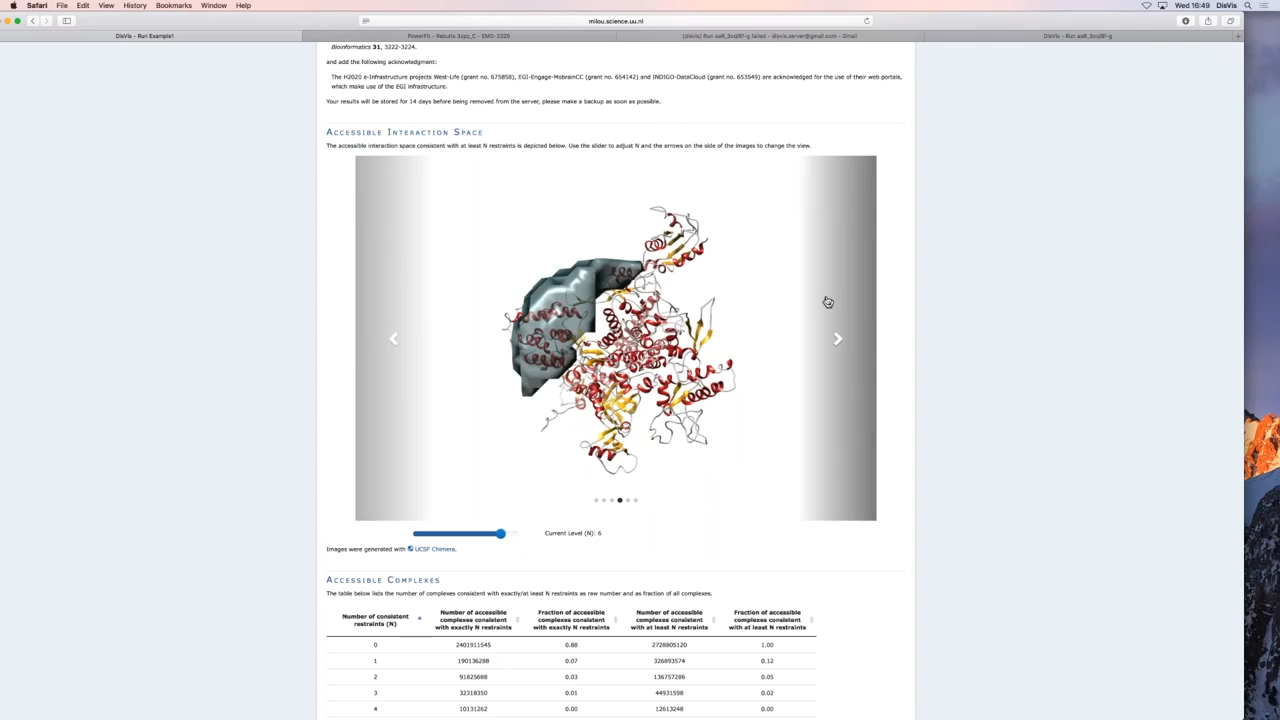 Safari File Edit View History Bookmarks Window Help
Wed 16:49 DisVis
milou.science.uu.nl
DisVis - Run Example1
PowerFit - Results 3zpu_C - EMD-2325
DisVis - Run
Bioinformatics 31, 3222-3224.
and add the following acknowledgment:
The H2020 e-Infrastructure projects West-Life (grant no. 675858), EGI-Engage-MobrainCC (grant no. 654142) and INDIGO-DataCloud (grant no. 653549) are acknowledged for the use of their web portals,
which make use of the EGI infrastructure.
Your results will be stored for 14 days before being removed from the server, please make a backup as soon as possible.
ACCESSIBLE INTERACTION SPACE
The accessible interaction space consistent with at least N restraints is depicted below. Use the slider to adjust N and the arrows on the side of the images to change the view.
Current Level (N): 6
Images were generated with UCSF Chimera.
ACCESSIBLE COMPLEXES
The table below lists the number of complexes consistent with exactly/at least N restraints as raw number and as fraction of all complexes.
Number of consistent restraints (N)
Number of accessible complexes consistent with exactly N restraints
Fraction of accessible complexes consistent with exactly N restraints
Number of accessible complexes consistent with at least N restraints
Fraction of accessible complexes consistent with at least N restraints
0 2401911545 0.88 2728805120 1.00
1 190136288 0.07 326893574 0.12
2 91825688 0.03 136757286 0.05
3 32318350 0.01 44931598 0.02
4 10131262 0.00 12613248 0.00